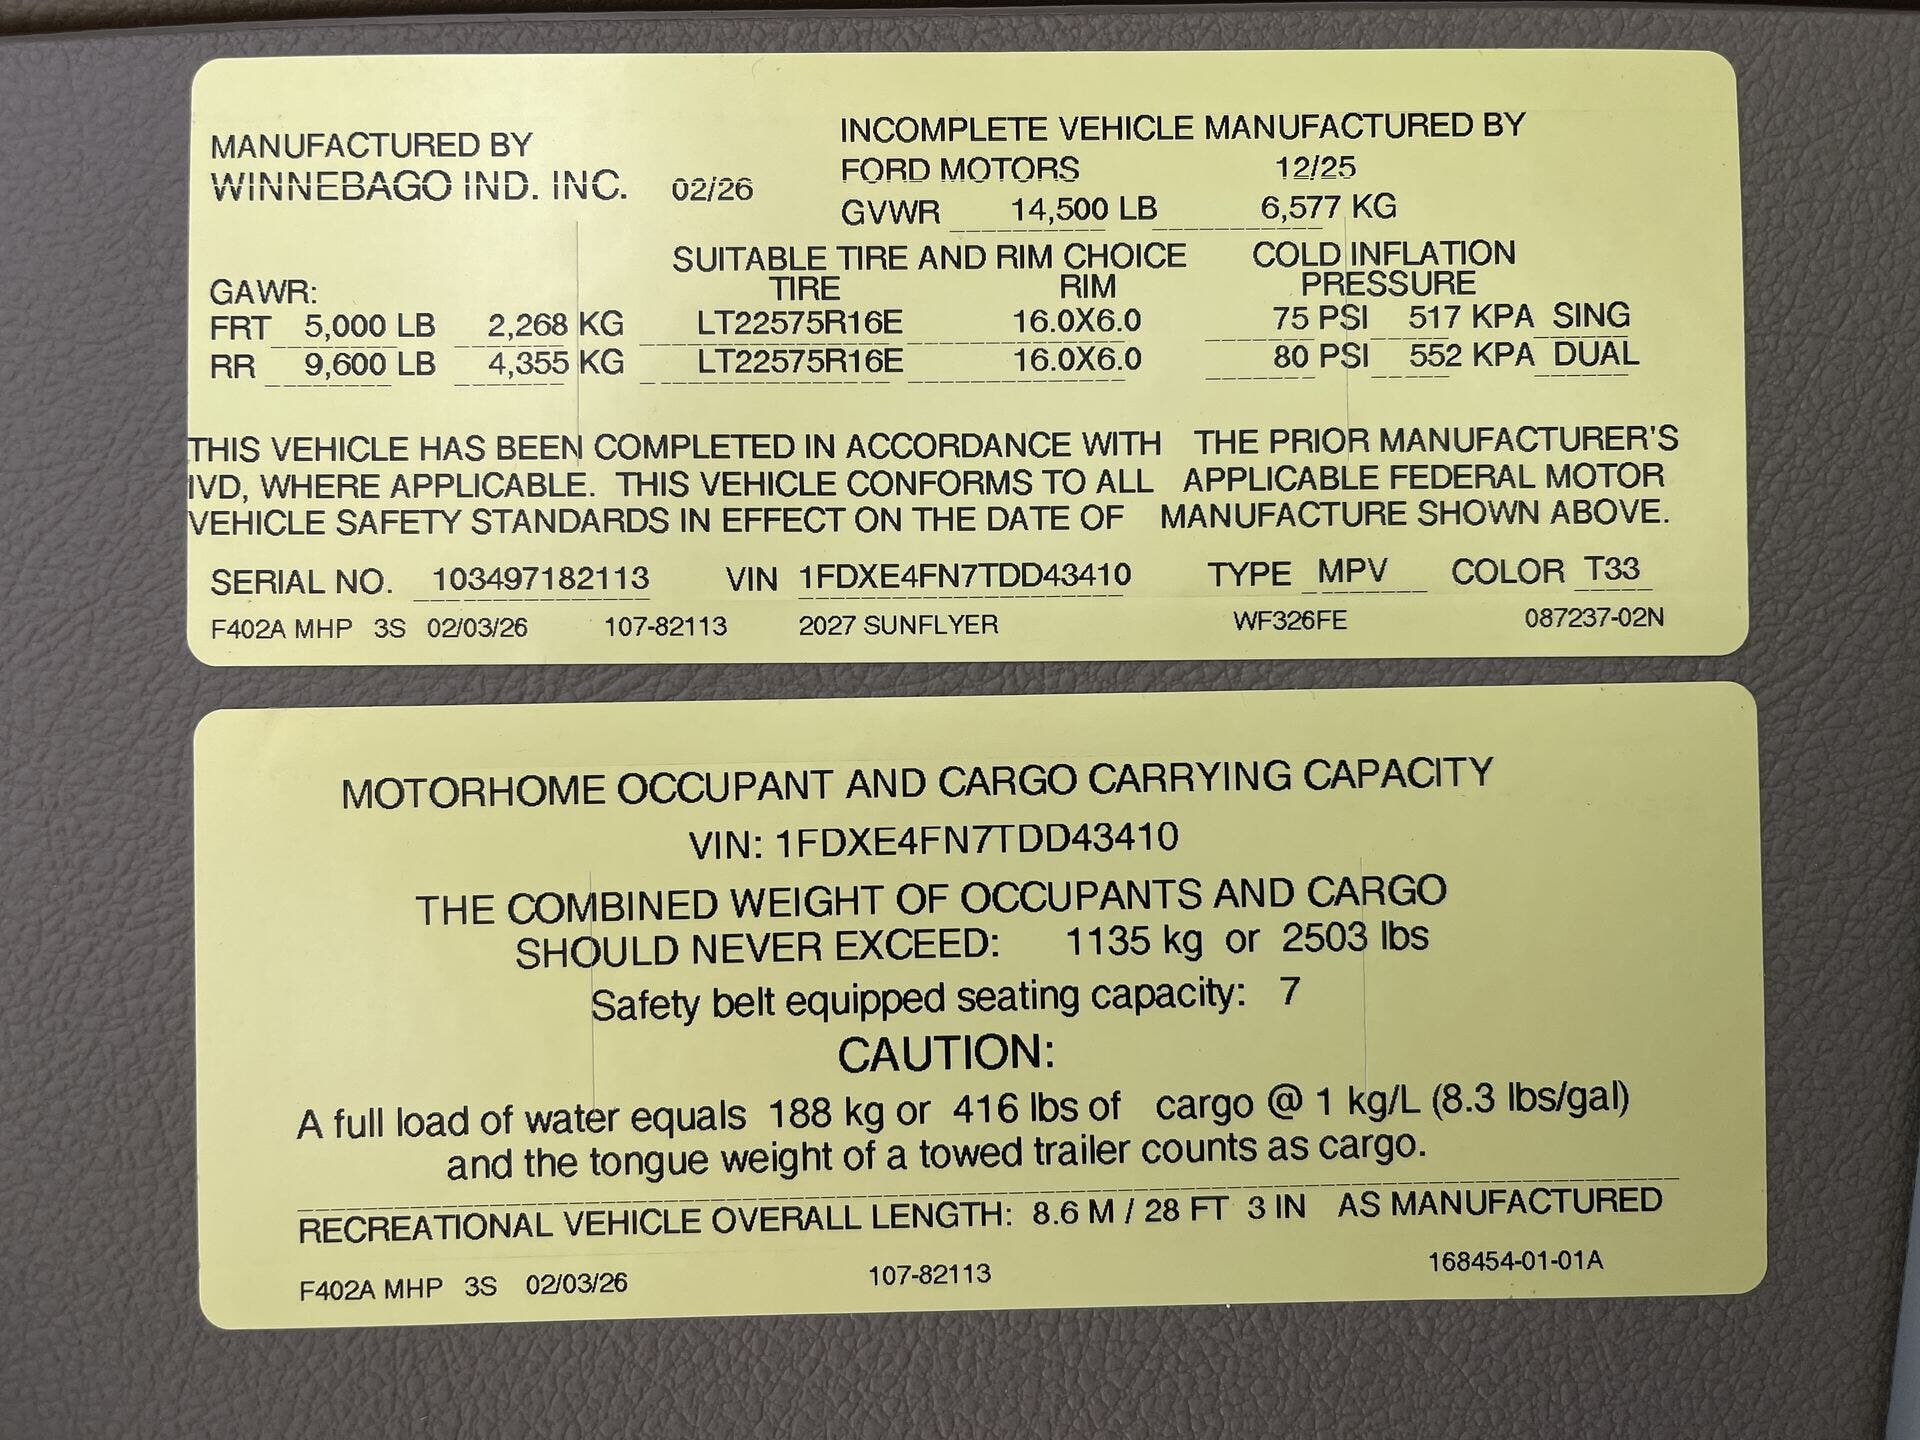 MANUFACTURED BY
WINNEBAGO IND. INC. 02/26
INCOMPLETE VEHICLE MANUFACTURED BY
FORD MOTORS 12/25
GVWR 14,500 LB 6,577 KG
SUITABLE TIRE AND RIM CHOICE COLD INFLATION
GAWR: TIRE RIM PRESSURE
FRT 5,000 LB 2,268 KG LT22575R16E 16.0X6.0 75 PSI 517 KPA SING
RR 9,600 LB 4,355 KG LT22575R16E 16.0X6.0 80 PSI 552 KPA DUAL
THIS VEHICLE HAS BEEN COMPLETED IN ACCORDANCE WITH THE PRIOR MANUFACTURER'S
IVD, WHERE APPLICABLE. THIS VEHICLE CONFORMS TO ALL APPLICABLE FEDERAL MOTOR
VEHICLE SAFETY STANDARDS IN EFFECT ON THE DATE OF MANUFACTURE SHOWN ABOVE.
SERIAL NO. 103497182113 VIN 1FDXE4FN7TDD43410 TYPE MPV COLOR T33
F402A MHP 3S 02/03/26 107-82113 2027 SUNFLYER WF326FE 087237-02N
MOTORHOME OCCUPANT AND CARGO CARRYING CAPACITY
VIN: 1FDXE4FN7TDD43410
THE COMBINED WEIGHT OF OCCUPANTS AND CARGO
SHOULD NEVER EXCEED: 1135 kg or 2503 lbs
Safety belt equipped seating capacity: 7
CAUTION:
A full load of water equals 188 kg or 416 lbs of cargo @ 1 kg/L (8.3 lbs/gal)
and the tongue weight of a towed trailer counts as cargo.
RECREATIONAL VEHICLE OVERALL LENGTH: 8.6 M / 28 FT 3 IN AS MANUFACTURED
F402A MHP 3S 02/03/26 107-82113 168454-01-01A